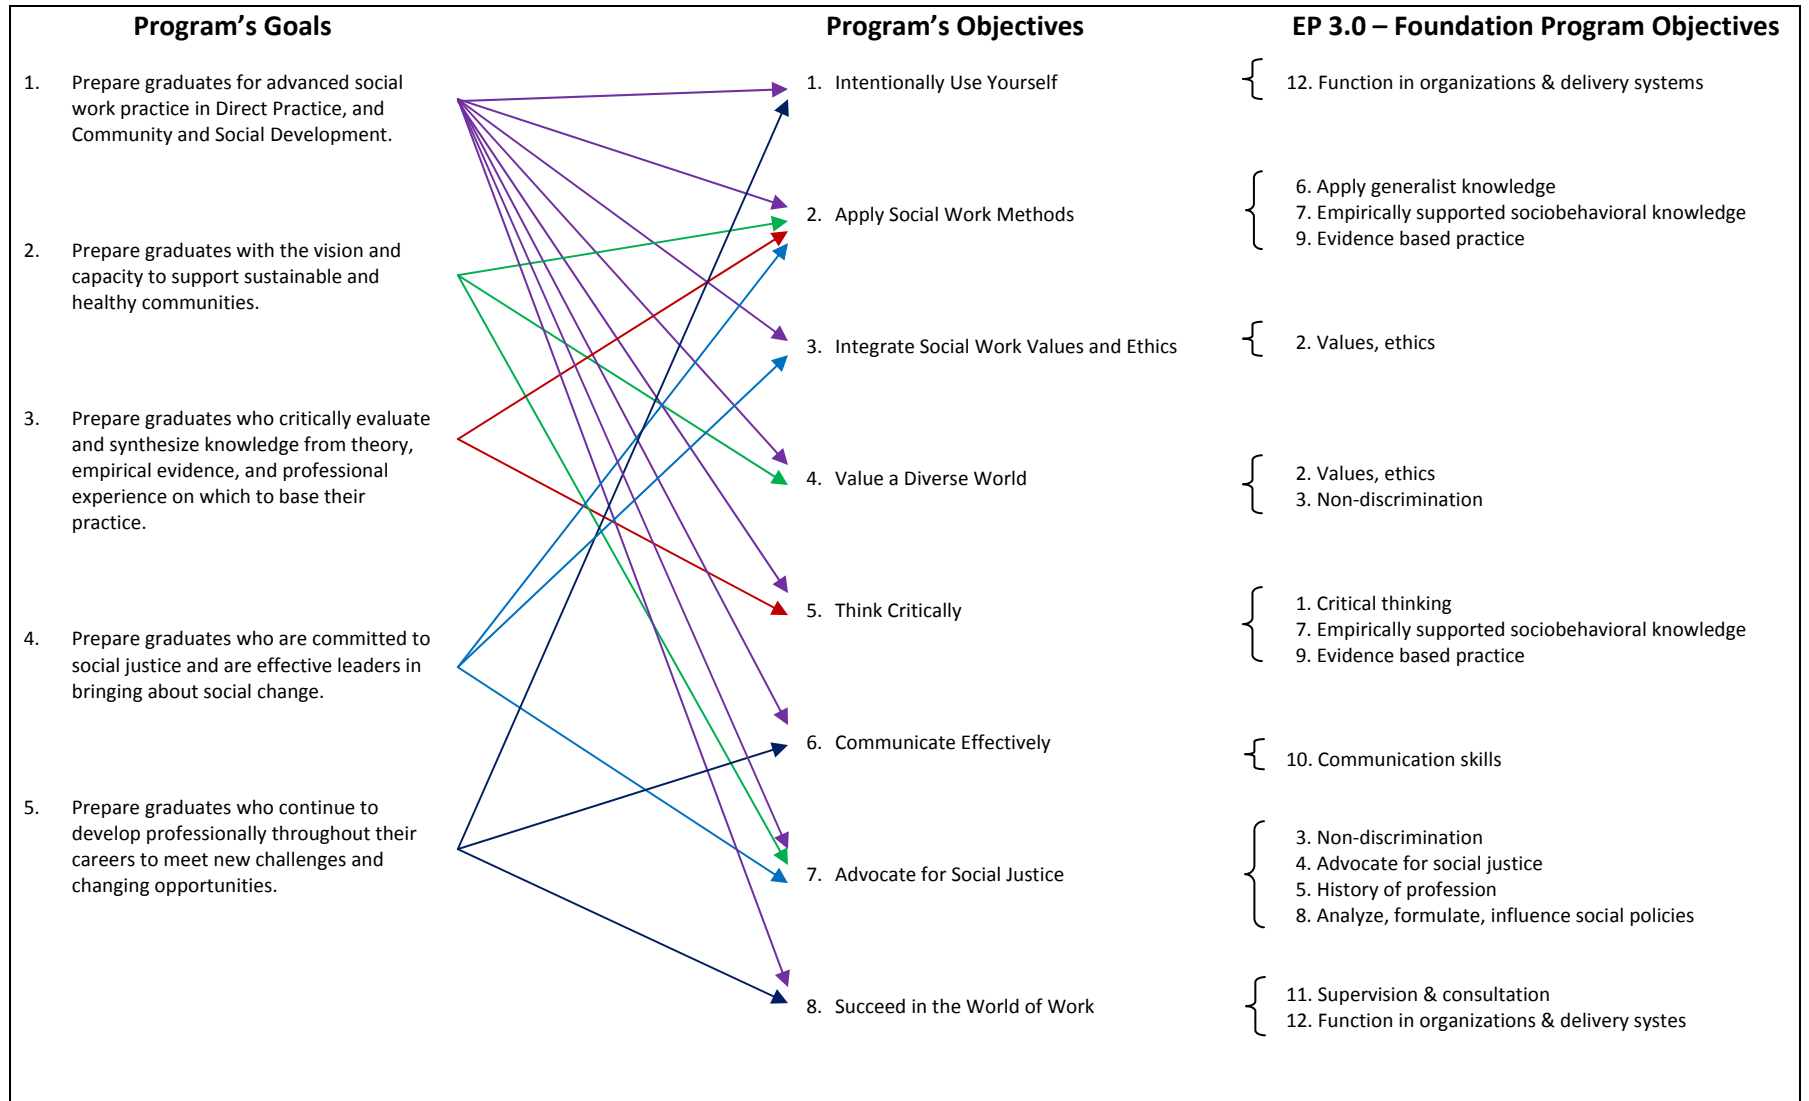 Program’s Goals
1. Prepare graduates for advanced social
work practice in Direct Practice, and
Community and Social Development.
2. Prepare graduates with the vision and
capacity to support sustainable and
healthy communities.
3. Prepare graduates who critically evaluate
and synthesize knowledge from theory,
empirical evidence, and professional
experience on which to base their
practice.
4. Prepare graduates who are committed to
social justice and are effective leaders in
bringing about social change.
5. Prepare graduates who continue to
develop professionally throughout their
careers to meet new challenges and
changing opportunities.
Program’s Objectives
1. Intentionally Use Yourself
2. Apply Social Work Methods
3. Integrate Social Work Values and Ethics
4. Value a Diverse World
5. Think Critically
6. Communicate Effectively
7. Advocate for Social Justice
8. Succeed in the World of Work
EP 3.0 – Foundation Program Objectives
12. Function in organizations & delivery systems
6. Apply generalist knowledge
7. Empirically supported sociobehavioral knowledge
9. Evidence based practice
2. Values, ethics
2. Values, ethics
3. Non-discrimination
1. Critical thinking
7. Empirically supported sociobehavioral knowledge
9. Evidence based practice
10. Communication skills
3. Non-discrimination
4. Advocate for social justice
5. History of profession
8. Analyze, formulate, influence social policies
11. Supervision & consultation
12. Function in organizations & delivery systes